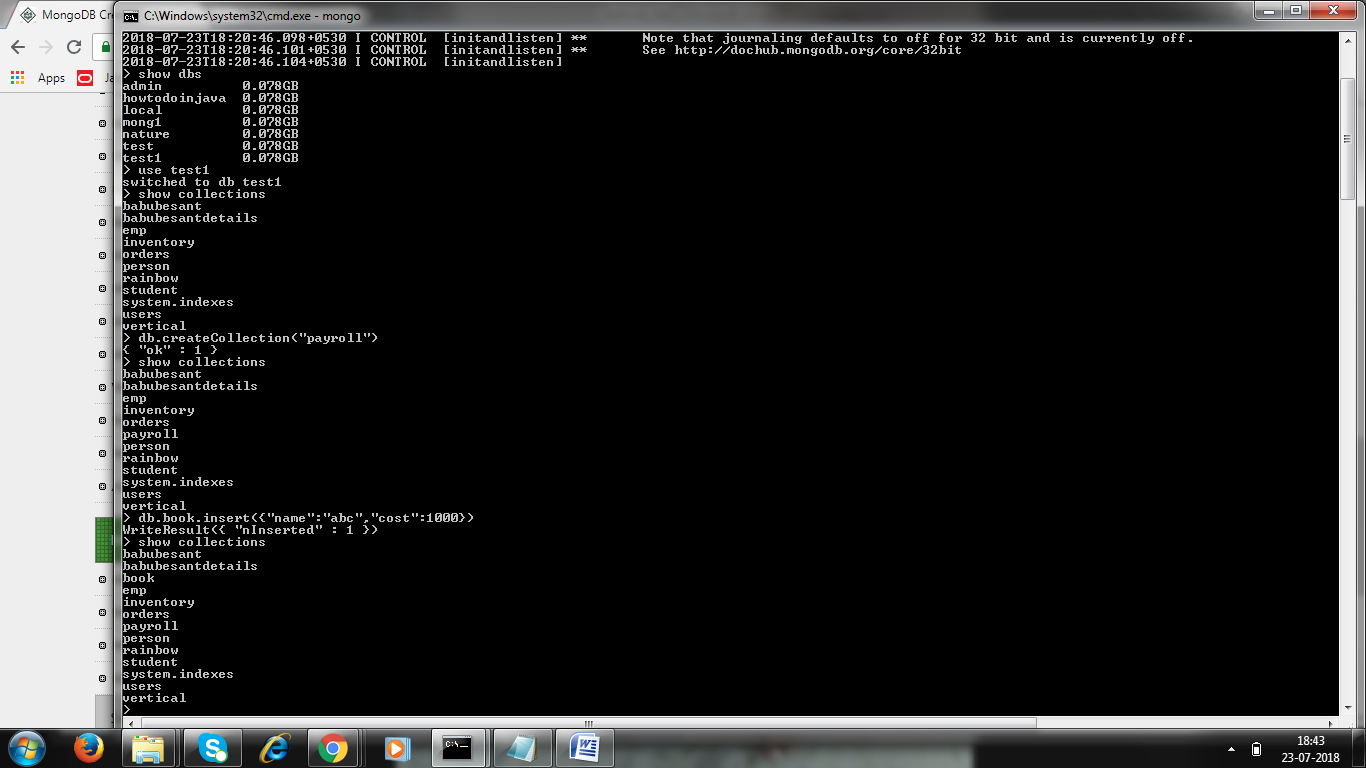 MongoDB Cr
C:\Windows\system32\cmd.exe - mongo
Apps
2018-07-23T18:20:46.098+0530 I CONTROL  [initandlisten] **       Note that journaling defaults to off for 32 bit and is currently off.
2018-07-23T18:20:46.101+0530 I CONTROL  [initandlisten] **       See http://dochub.mongodb.org/core/32bit
2018-07-23T18:20:46.104+0530 I CONTROL  [initandlisten]
> show dbs
admin          0.078GB
howtodoinjava  0.078GB
local          0.078GB
mong1          0.078GB
nature         0.078GB
test           0.078GB
test1          0.078GB
> use test1
switched to db test1
> show collections
babubesant
babubesantdetails
emp
inventory
orders
person
rainbow
student
system.indexes
users
vertical
> db.createCollection("payroll")
{ "ok" : 1 }
> show collections
babubesant
babubesantdetails
emp
inventory
orders
payroll
person
rainbow
student
system.indexes
users
vertical
> db.book.insert({"name":"abc","cost":1000})
WriteResult({ "nInserted" : 1 })
> show collections
babubesant
babubesantdetails
book
emp
inventory
orders
payroll
person
rainbow
student
system.indexes
users
vertical
>
18:43
23-07-2018